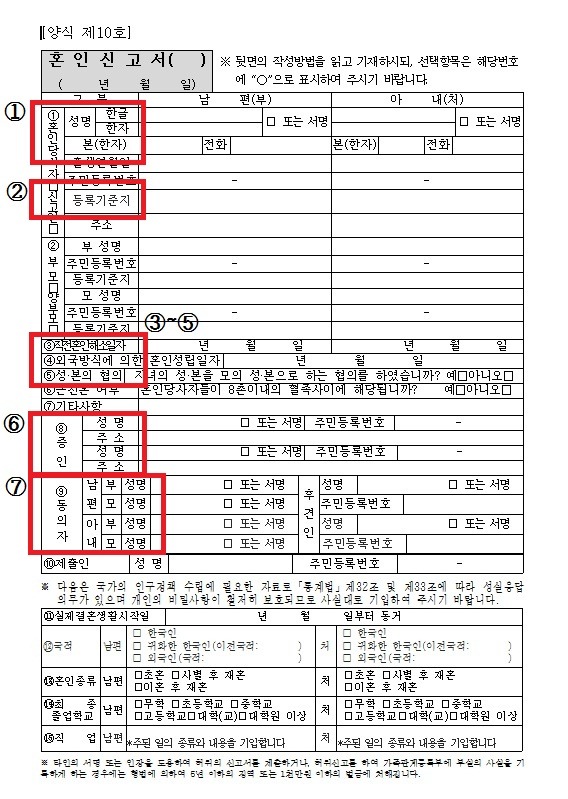 [양식 제10호]
혼 인 신 고 서( )
( 년 월 일)
※ 뒷면의 작성방법을 읽고 기재하시되, 선택항목은 해당번호
에 "○"으로 표시하여 주시기 바랍니다.
구 분 남 편(부) 아 내(처)
① ①혼인당사자 성명 한글 □ 또는 서명 □ 또는 서명
한자
본(한자) 전화 본(한자) 전화
출생연월일
주민등록번호 - -
② 등록기준지
주소
②부모 양부모 부 성명
주민등록번호 - -
등록기준지
모 성명
주민등록번호 - -
등록기준지
③~⑤
③직전혼인해소일자 년 월 일 년 월 일
④외국방식에 의한 혼인성립일자 년 월 일
⑤성·본의 협의 자녀의 성·본을 모의 성·본으로 하는 협의를 하였습니까? 예□아니오□
⑥근친혼 여부 혼인당사자들이 8촌이내의 혈족사이에 해당됩니까? 예□아니오□
⑦기타사항
⑥ ⑧증인 성 명 □ 또는 서명 주민등록번호 -
주 소
성 명 □ 또는 서명 주민등록번호 -
주 소
⑦ ⑨동의자 남편 부 성명 □ 또는 서명 후견인 성명 □ 또는 서명
모 성명 □ 또는 서명 주민등록번호
아내 부 성명 □ 또는 서명 성명 □ 또는 서명
모 성명 □ 또는 서명 주민등록번호
⑩제출인 성 명 주민등록번호 -
※ 다음은 국가의 인구정책 수립에 필요한 자료로「통계법」제32조 및 제33조에 따라 성실응답
의무가 있으며 개인의 비밀사항이 철저히 보호되므로 사실대로 기입하여 주시기 바랍니다.
⑪실제결혼생활시작일 년 월 일부터 동거
⑫국적 남편 □ 한국인 처 □ 한국인
□ 귀화한 한국인(이전국적: ) □ 귀화한 한국인(이전국적: )
□ 외국인(국적: ) □ 외국인(국적: )
⑬혼인종류 남편 □초혼 □사별 후 재혼 처 □초혼 □사별 후 재혼
□이혼 후 재혼 □이혼 후 재혼
⑭최 종 졸업학교 남편 □무학 □초등학교 □중학교 처 □무학 □초등학교 □중학교
□고등학교□대학(교)□대학원 이상 □고등학교□대학(교)□대학원 이상
⑮직 업 남편 *주된 일의 종류와 내용을 기입합니다 처 *주된 일의 종류와 내용을 기입합니다
※ 타인의 서명 또는 인장을 도용하여 허위의 신고서를 제출하거나, 허위신고를 하여 가족관계등록부에 부실의 사실을 기
록하게 하는 경우에는 형법에 의하여 5년 이하의 징역 또는 1천만원 이하의 벌금에 처해집니다.